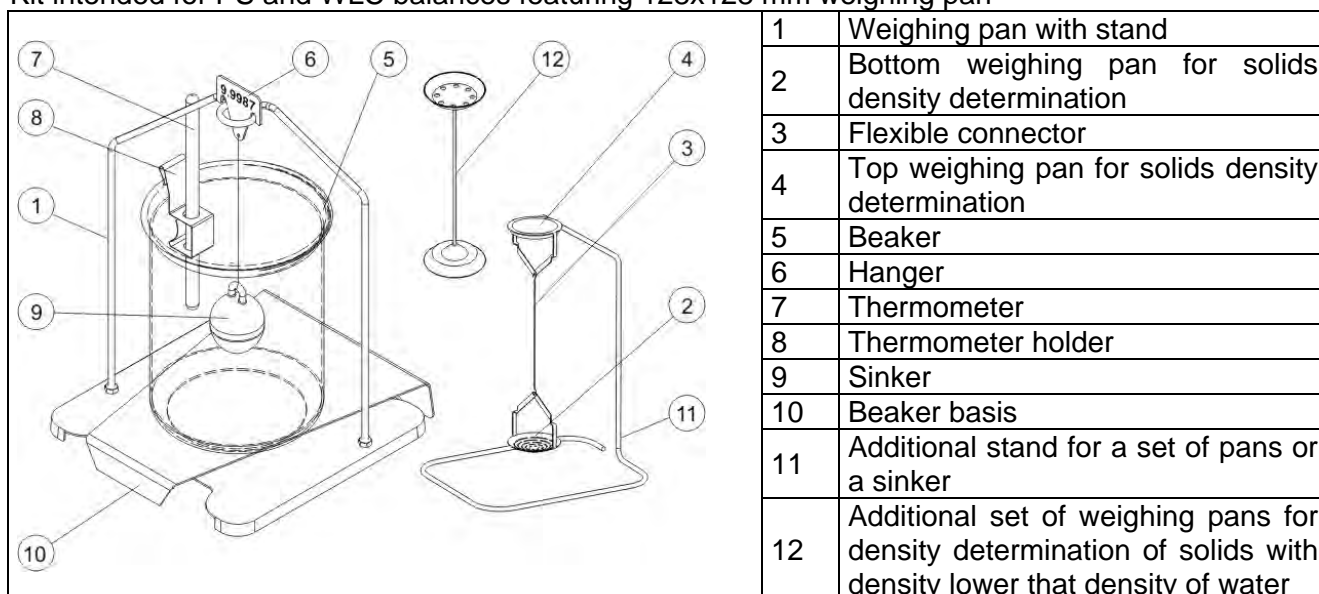 Kit intended for PS and WLC balances featuring 128x128 mm weighing pan
7
6
5
12
4
8
9.9987
3
1
9
2
11
10
1 Weighing pan with stand
2 Bottom weighing pan for solids
density determination
3 Flexible connector
4 Top weighing pan for solids density
determination
5 Beaker
6 Hanger
7 Thermometer
8 Thermometer holder
9 Sinker
10 Beaker basis
11 Additional stand for a set of pans or
a sinker
12 Additional set of weighing pans for
density determination of solids with
density lower that density of water